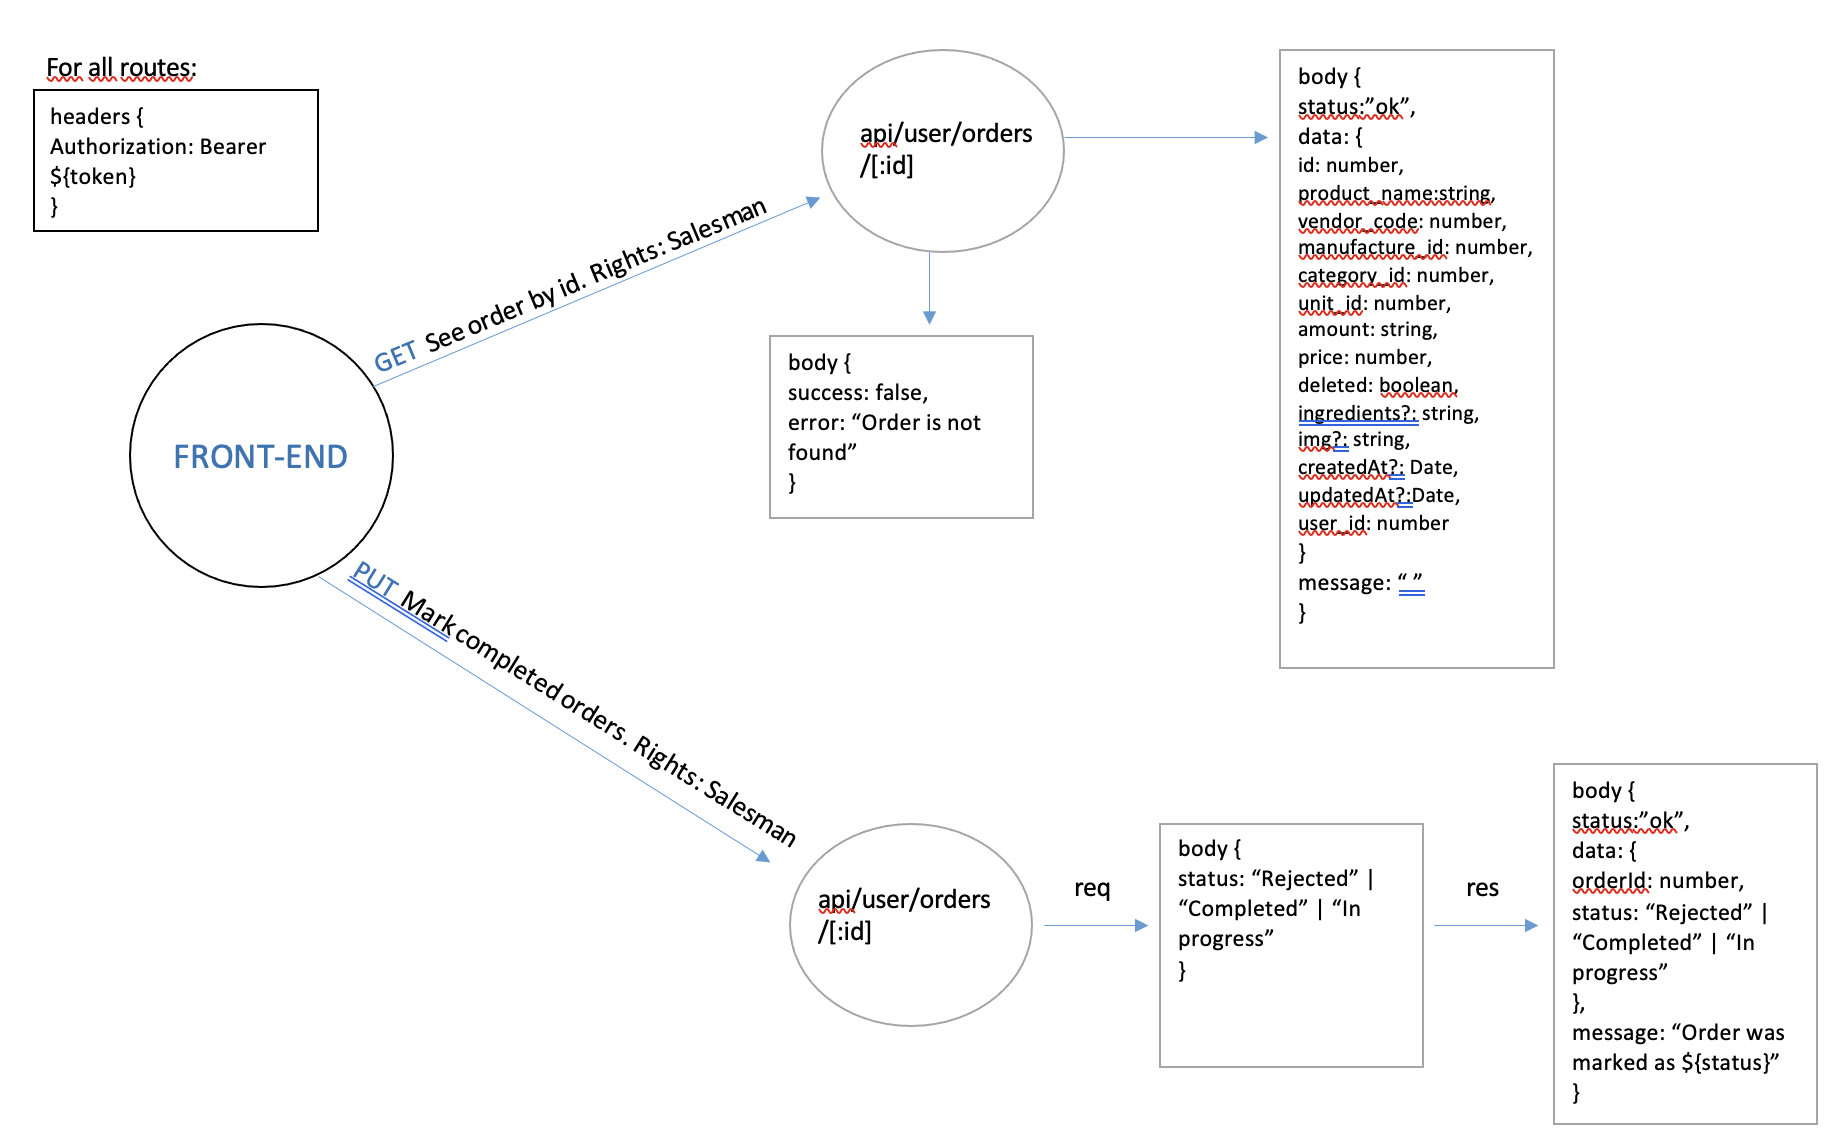 For all routes:
headers {
Authorization: Bearer
${token}
}
FRONT-END
GET See order by id. Rights: Salesman
api/user/orders
/[:id]
body {
success: false,
error: “Order is not
found”
}
body {
status:”ok”,
data: {
id: number,
product_name:string,
vendor_code: number,
manufacture_id: number,
category_id: number,
unit_id: number,
amount: string,
price: number,
deleted: boolean,
ingredients?: string,
img?: string,
createdAt?: Date,
updatedAt?:Date,
user_id: number
}
message: “ ”
}
PUT Mark completed orders. Rights: Salesman
api/user/orders
/[:id]
req
body {
status: “Rejected” |
“Completed” | “In
progress”
}
res
body {
status:”ok”,
data: {
orderId: number,
status: “Rejected” |
“Completed” | “In
progress”
},
message: “Order was
marked as ${status}”
}